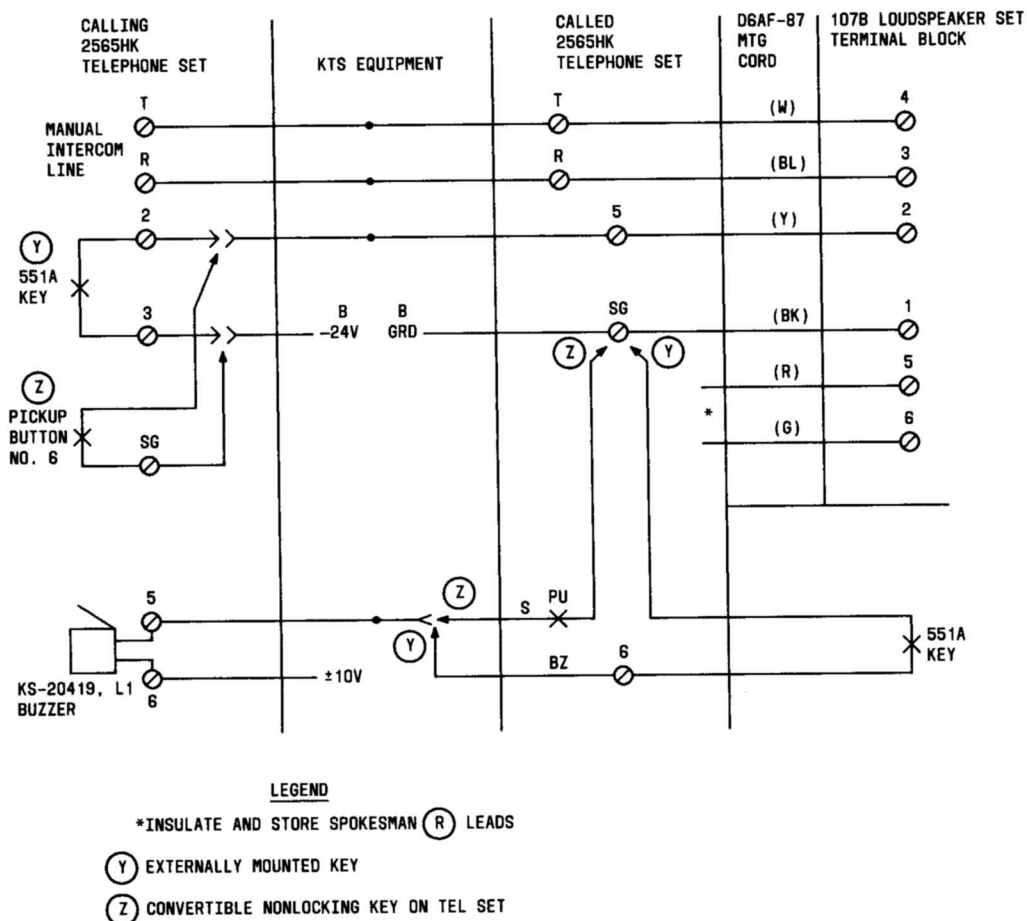 CALLING
2565HK
TELEPHONE SET
KTS EQUIPMENT
CALLED
2565HK
TELEPHONE SET
D6AF-87
MTG
CORD
107B LOUDSPEAKER SET
TERMINAL BLOCK
MANUAL
INTERCOM
LINE
T
T
(W)
4
R
R
(BL)
3
2
5
(Y)
2
Y
551A
KEY
3
B
-24V
B
GRD
SG
(BK)
1
Z
Y
(R)
5
*
(G)
6
Z
PICKUP
BUTTON
NO. 6
SG
5
Z
S
PU
Y
BZ
6
551A
KEY
±10V
6
KS-20419, L1
BUZZER
LEGEND
*INSULATE AND STORE SPOKESMAN R LEADS
Y EXTERNALLY MOUNTED KEY
Z CONVERTIBLE NONLOCKING KEY ON TEL SET